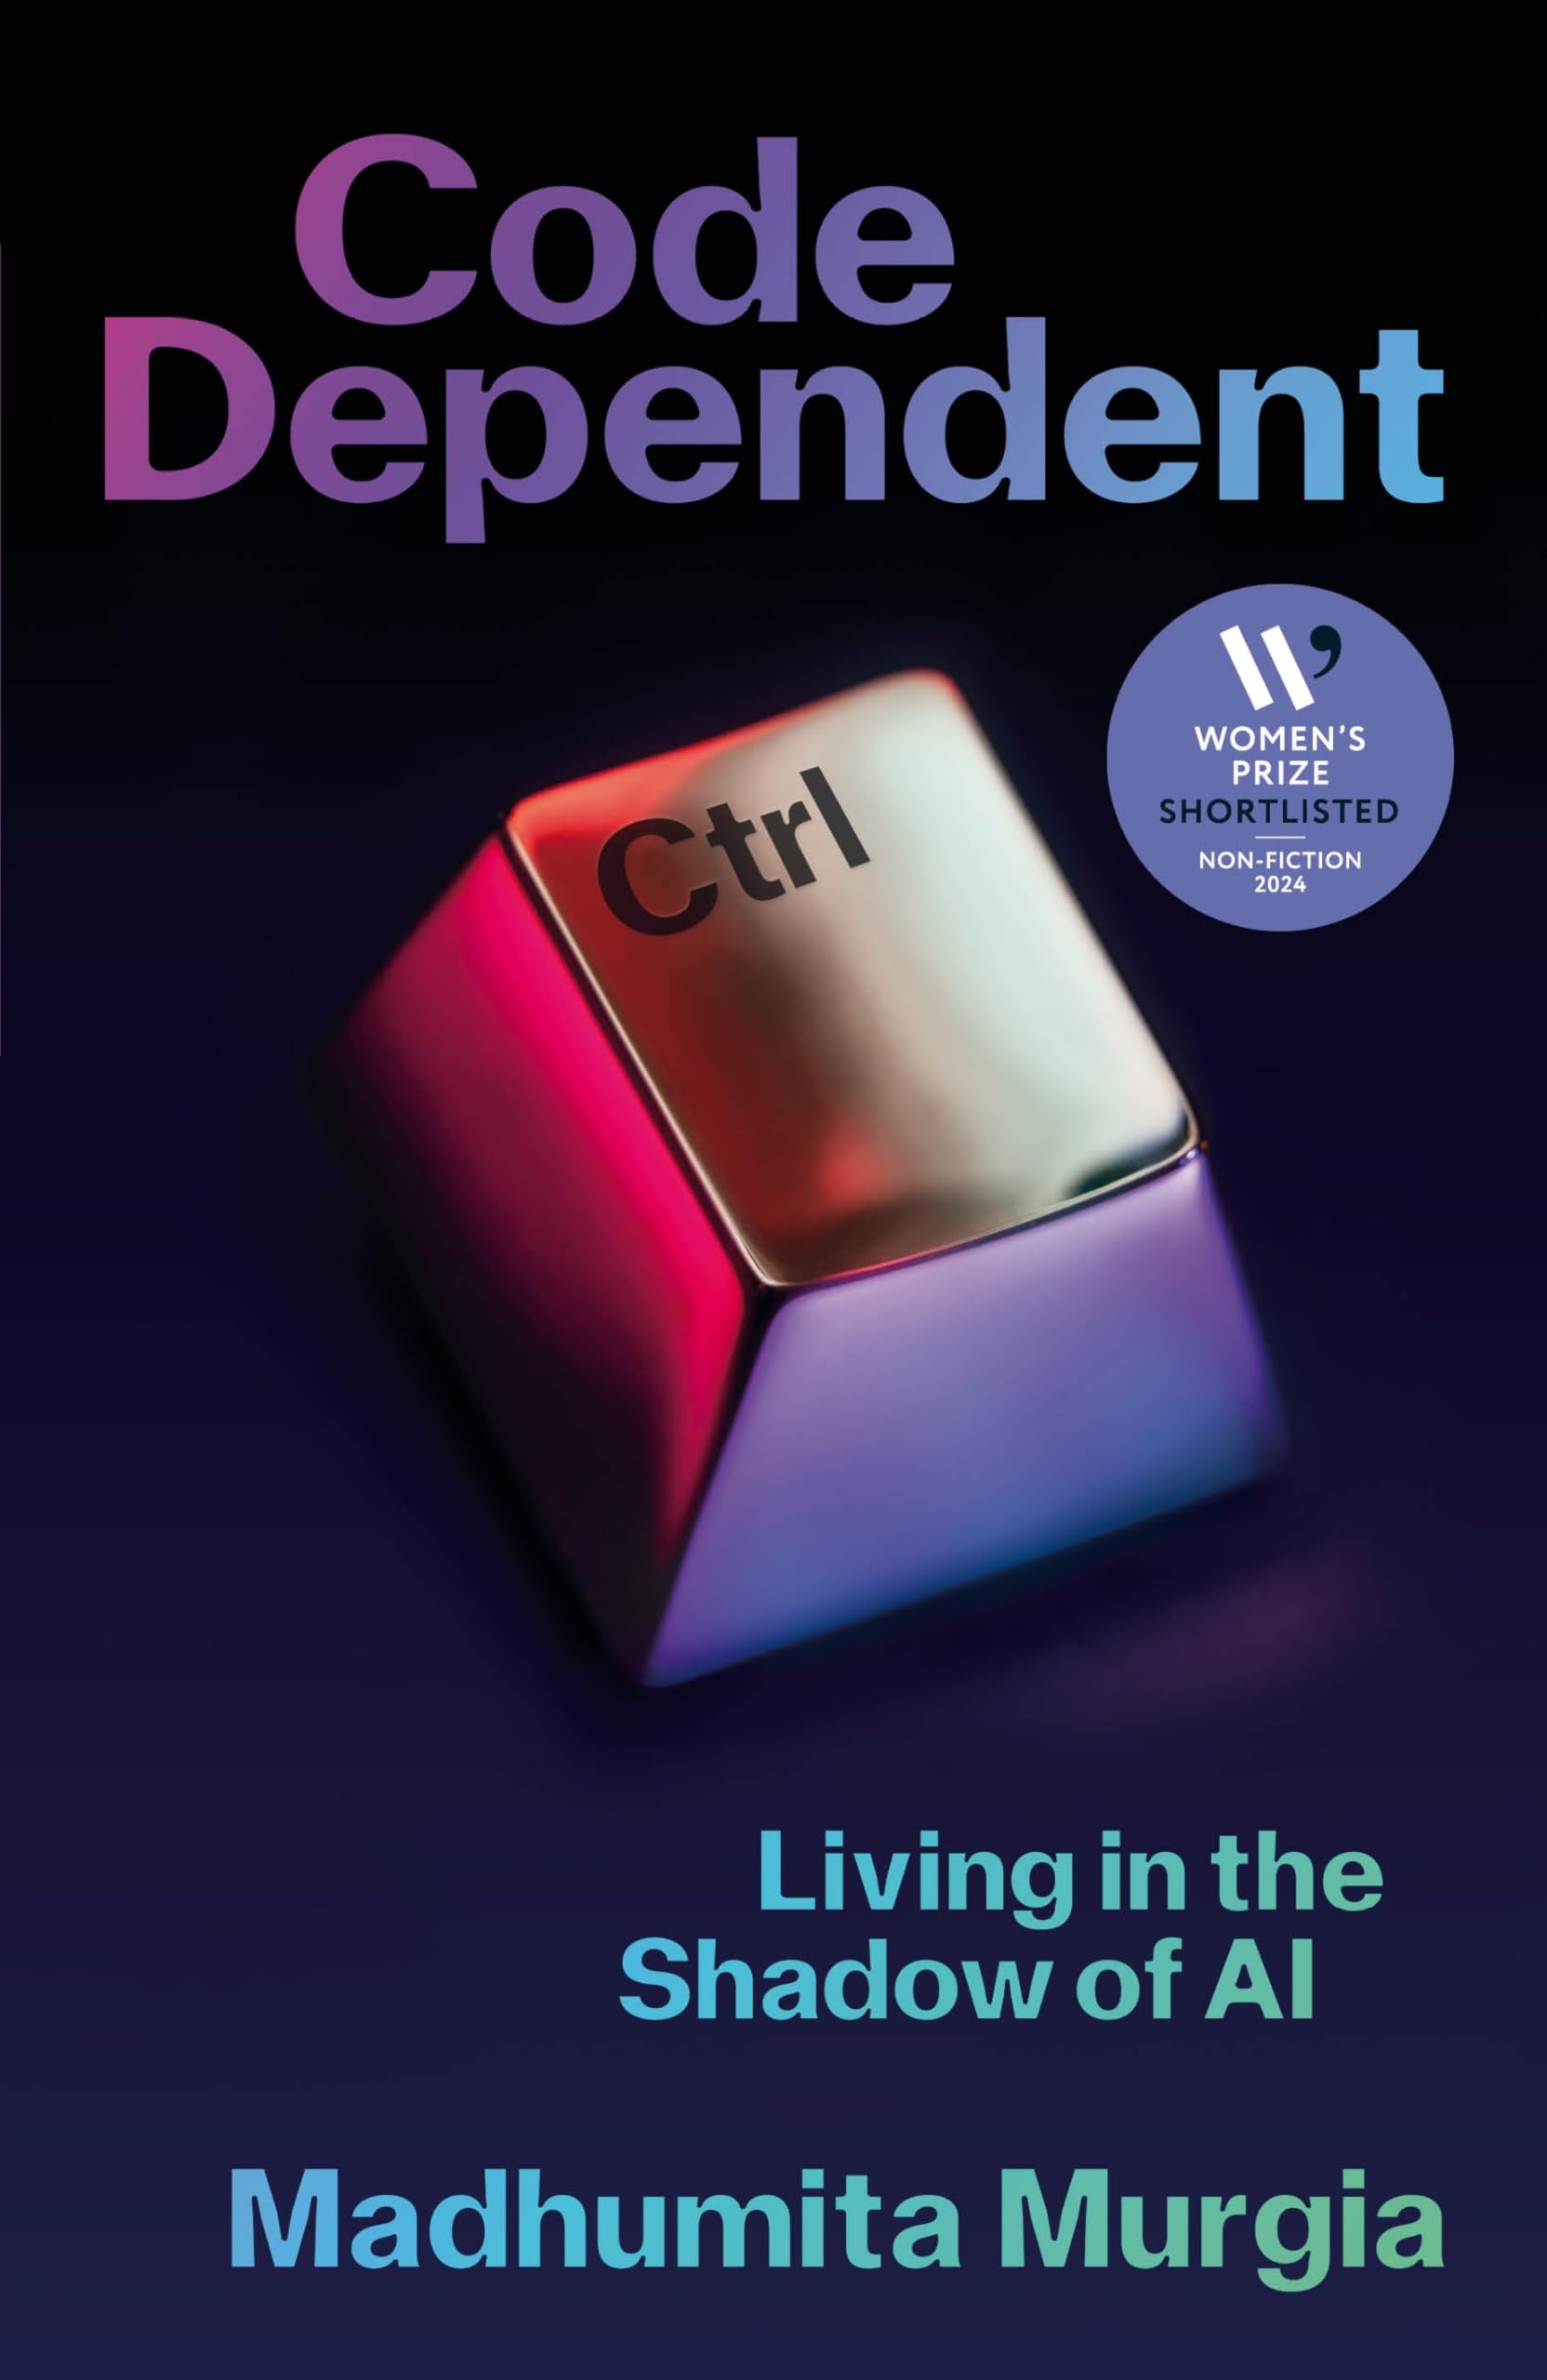 Code
Dependent
WOMEN'S
PRIZE
SHORTLISTED
NON-FICTION
2024
Ctrl
Living in the
Shadow of AI
Madhumita Murgia